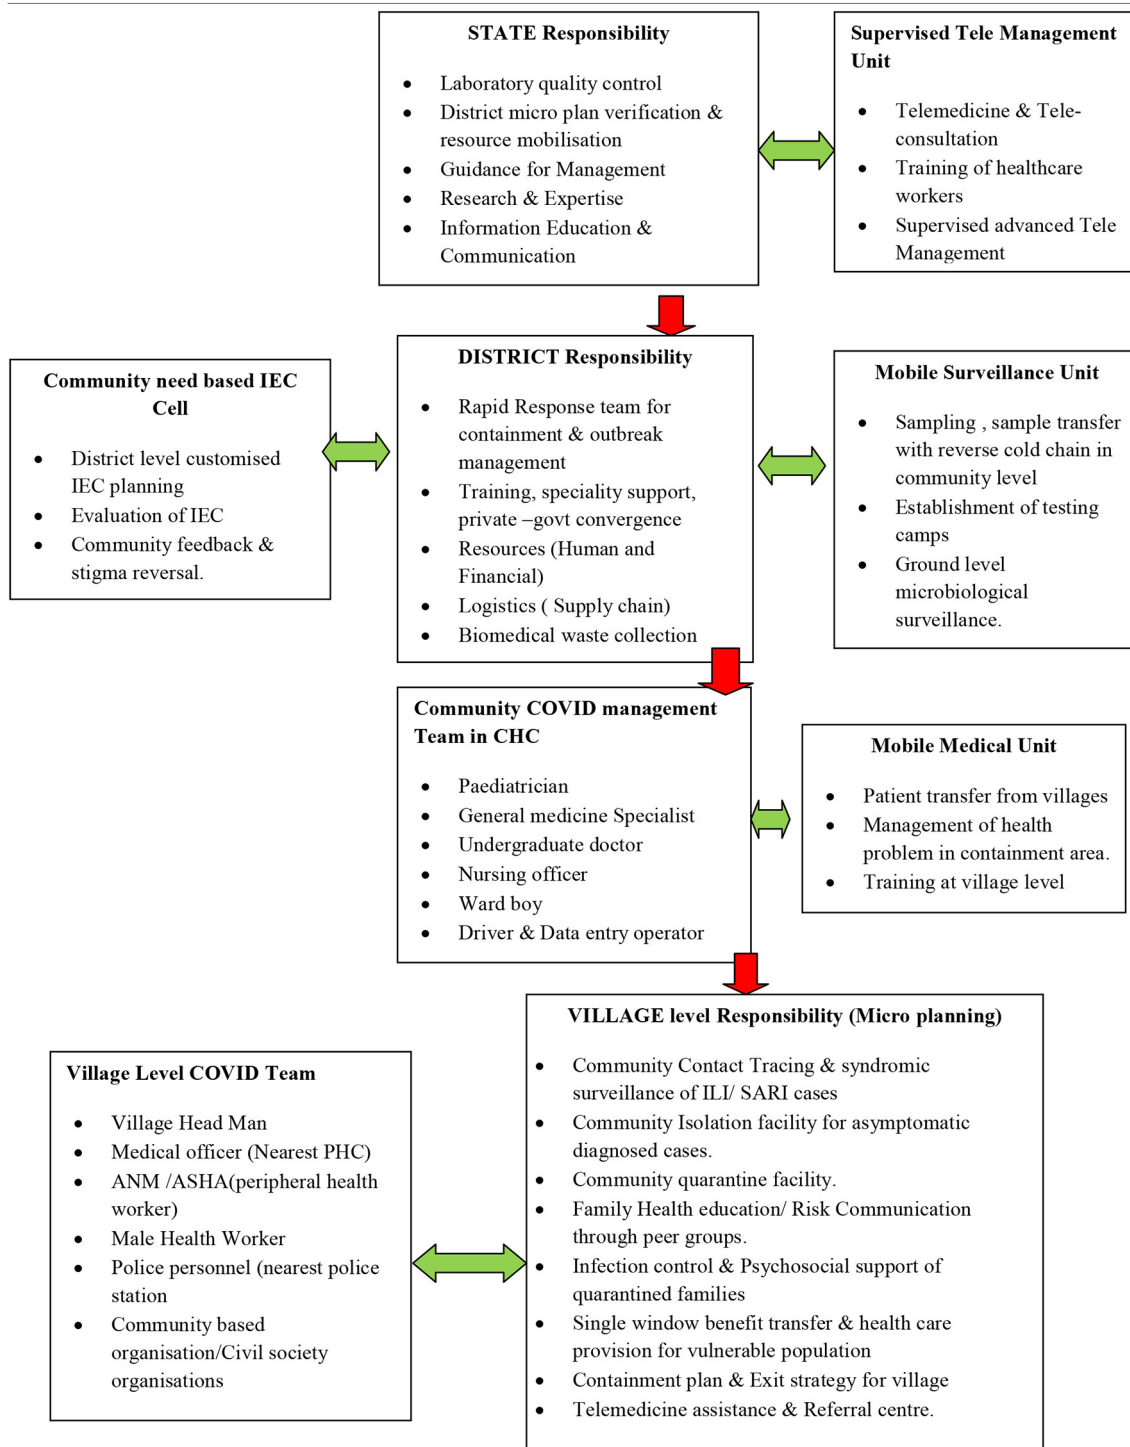 STATE Responsibility
• Laboratory quality control
• District micro plan verification &
resource mobilisation
• Guidance for Management
• Research & Expertise
• Information Education &
Communication
Supervised Tele Management
Unit
• Telemedicine & Tele-
consultation
• Training of healthcare
workers
• Supervised advanced Tele
Management
Community need based IEC
Cell
• District level customised
IEC planning
• Evaluation of IEC
• Community feedback &
stigma reversal.
DISTRICT Responsibility
• Rapid Response team for
containment & outbreak
management
• Training, speciality support,
private –govt convergence
• Resources (Human and
Financial)
• Logistics ( Supply chain)
• Biomedical waste collection
Mobile Surveillance Unit
• Sampling , sample transfer
with reverse cold chain in
community level
• Establishment of testing
camps
• Ground level
microbiological
surveillance.
Community COVID management
Team in CHC
• Paediatrician
• General medicine Specialist
• Undergraduate doctor
• Nursing officer
• Ward boy
• Driver & Data entry operator
Mobile Medical Unit
• Patient transfer from villages
• Management of health
problem in containment area.
• Training at village level
Village Level COVID Team
• Village Head Man
• Medical officer (Nearest PHC)
• ANM /ASHA(peripheral health
worker)
• Male Health Worker
• Police personnel (nearest police
station
• Community based
organisation/Civil society
organisations
VILLAGE level Responsibility (Micro planning)
• Community Contact Tracing & syndromic
surveillance of ILI/ SARI cases
• Community Isolation facility for asymptomatic
diagnosed cases.
• Community quarantine facility.
• Family Health education/ Risk Communication
through peer groups.
• Infection control & Psychosocial support of
quarantined families
• Single window benefit transfer & health care
provision for vulnerable population
• Containment plan & Exit strategy for village
• Telemedicine assistance & Referral centre.